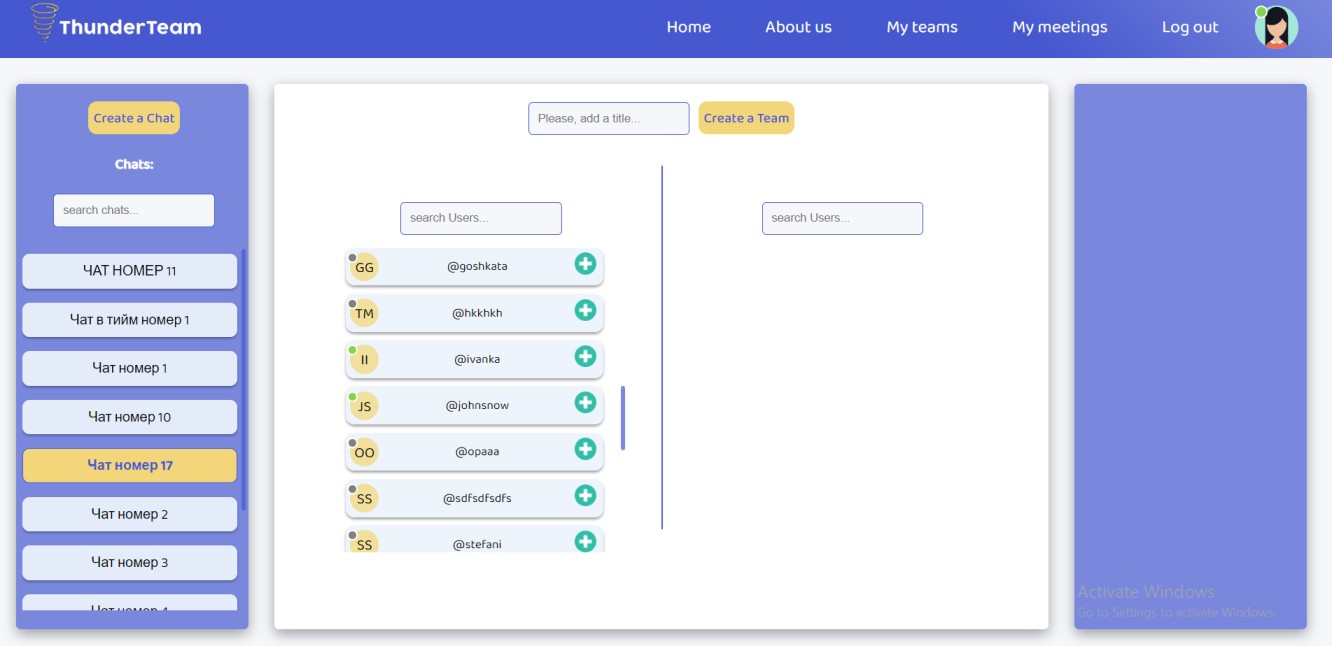 ThunderTeam
Home
About us
My teams
My meetings
Log out
Create a Chat
Chats:
search chats...
ЧАТ НОМЕР 11
Чат в тийм номер 1
Чат номер 1
Чат номер 10
Чат номер 17
Чат номер 2
Чат номер 3
Чат номер 4
Please, add a title...
Create a Team
search Users...
GG @goshkata
TM @hkkhkh
II @ivanka
JS @johnsnow
OO @opaaa
SS @sdfsdfsdfs
SS @stefani
search Users...
Activate Windows
Go to Settings to activate Windows.